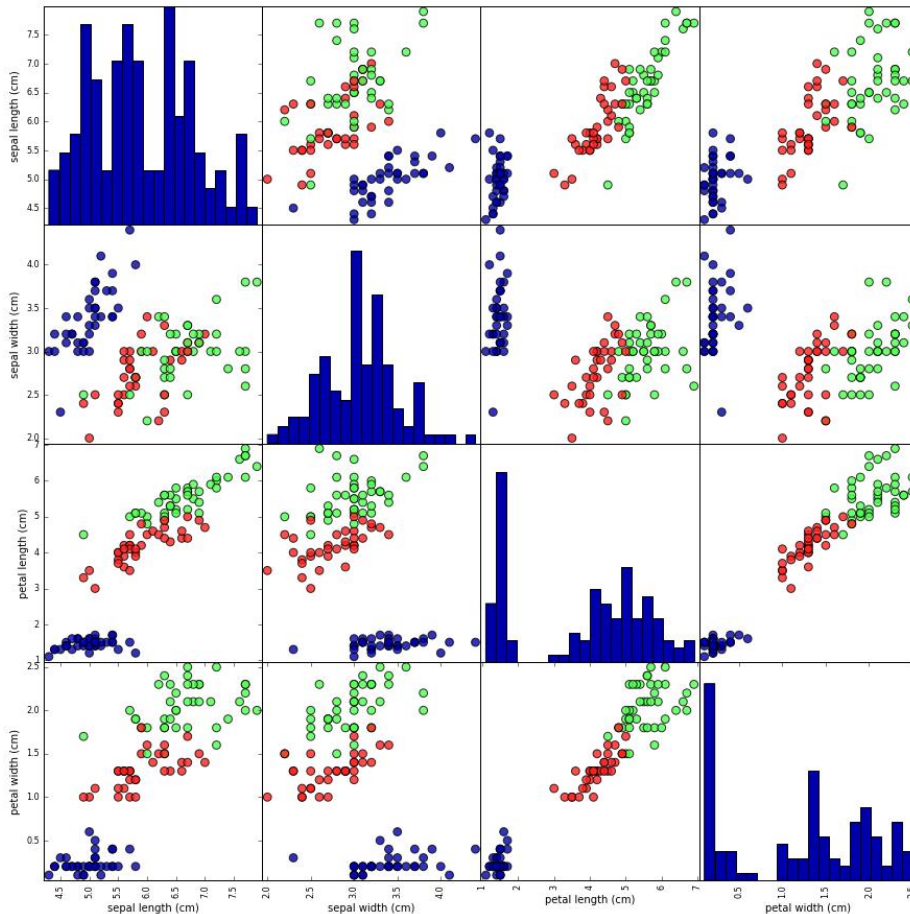 8.0
7.5
7.0
6.5
6.0
5.5
5.0
4.5
sepal length (cm)
4.0
3.5
3.0
2.5
2.0
sepal width (cm)
7
6
5
4
3
2
1
petal length (cm)
2.5
2.0
1.5
1.0
0.5
petal width (cm)
4.5 5.0 5.5 6.0 6.5 7.0 7.5
sepal length (cm)
2.0 2.5 3.0 3.5 4.0
sepal width (cm)
1 2 3 4 5 6 7
petal length (cm)
0.5 1.0 1.5 2.0 2.5
petal width (cm)